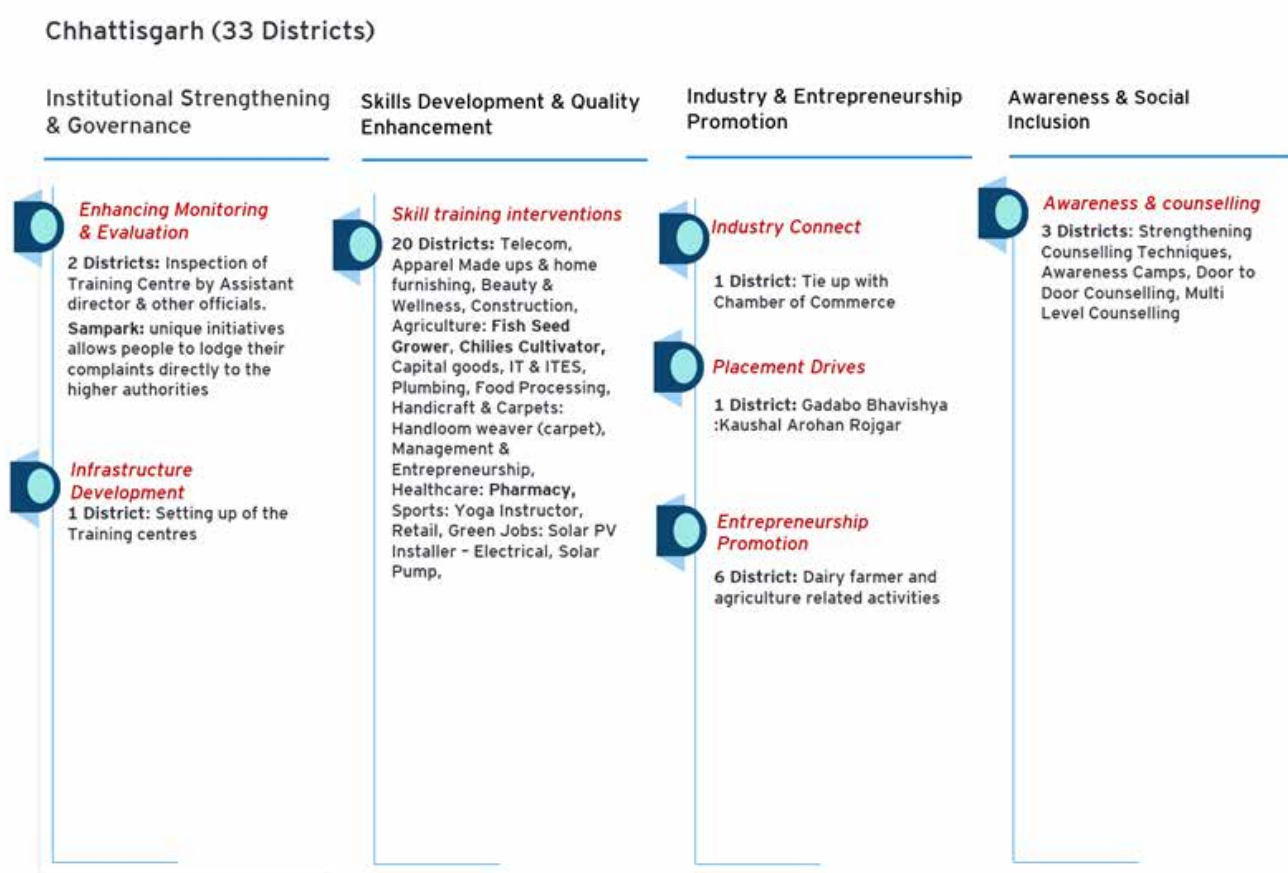 Chhattisgarh (33 Districts)
Institutional Strengthening
& Governance
Enhancing Monitoring
& Evaluation
2 Districts: Inspection of
Training Centre by Assistant
director & other officials.
Sampark: unique initiatives
allows people to lodge their
complaints directly to the
higher authorities
Infrastructure
Development
1 District: Setting up of the
Training centres
Skills Development & Quality
Enhancement
Skill training interventions
20 Districts: Telecom,
Apparel Made ups & home
furnishing, Beauty &
Wellness, Construction,
Agriculture: Fish Seed
Grower, Chilies Cultivator,
Capital goods, IT & ITES,
Plumbing, Food Processing,
Handicraft & Carpets:
Handloom weaver (carpet),
Management &
Entrepreneurship,
Healthcare: Pharmacy,
Sports: Yoga Instructor,
Retail, Green Jobs: Solar PV
Installer – Electrical, Solar
Pump,
Industry & Entrepreneurship
Promotion
Industry Connect
1 District: Tie up with
Chamber of Commerce
Placement Drives
1 District: Gadabo Bhavishya
:Kaushal Arohan Rojgar
Entrepreneurship
Promotion
6 District: Dairy farmer and
agriculture related activities
Awareness & Social
Inclusion
Awareness & counselling
3 Districts: Strengthening
Counselling Techniques,
Awareness Camps, Door to
Door Counselling, Multi
Level Counselling